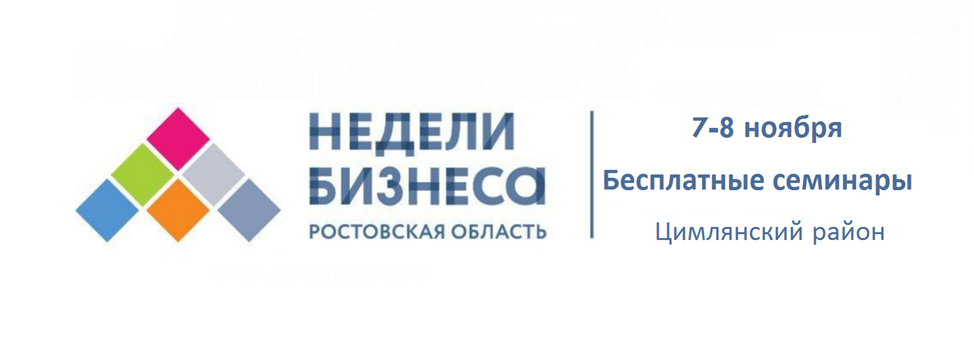 НЕДЕЛИ
БИЗНЕСА
РОСТОВСКАЯ ОБЛАСТЬ
7-8 ноября
Бесплатные семинары
Цимлянский район